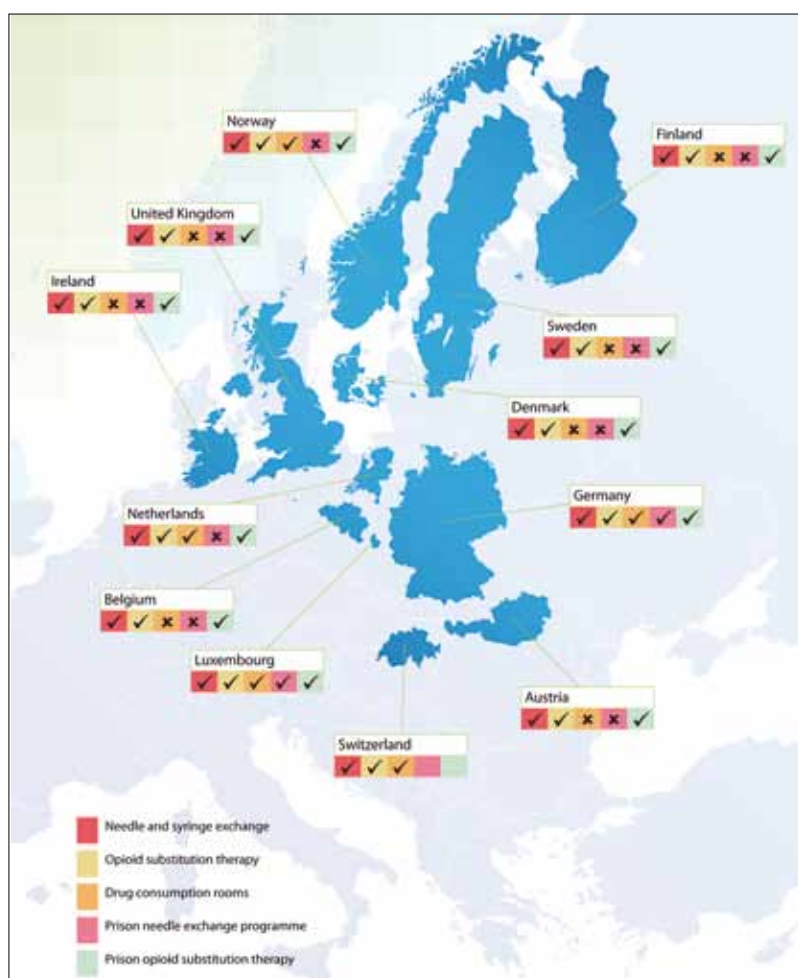 Norway
✓ ✓ ✓ ✗ ✓
Finland
✓ ✓ ✗ ✗ ✓
United Kingdom
✓ ✓ ✗ ✗ ✓
Ireland
✓ ✓ ✗ ✗ ✓
Sweden
✓ ✓ ✗ ✗ ✓
Denmark
✓ ✓ ✗ ✗ ✓
Germany
✓ ✓ ✓ ✓ ✓
Netherlands
✓ ✓ ✓ ✗ ✓
Belgium
✓ ✓ ✗ ✗ ✓
Luxembourg
✓ ✓ ✓ ✓ ✓
Austria
✓ ✓ ✗ ✗ ✓
Switzerland
✓ ✓ ✓
Needle and syringe exchange
Opioid substitution therapy
Drug consumption rooms
Prison needle exchange programme
Prison opioid substitution therapy